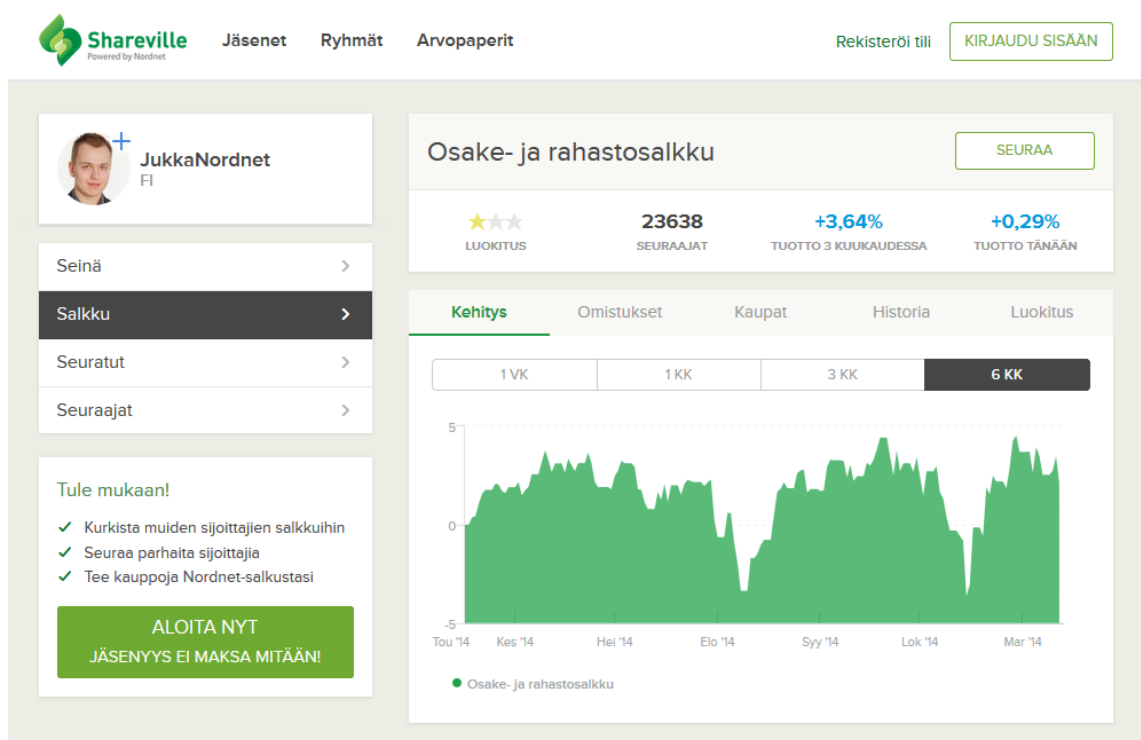 Shareville
Powered by Nordnet
Jäsenet
Ryhmät
Arvopaperit
Rekisteröi tili
KIRJAUDU SISÄÄN
JukkaNordnet
FI
Seinä
Salkku
Seuratut
Seuraajat
Tule mukaan!
Kurkista muiden sijoittajien salkkuihin
Seuraa parhaita sijoittajia
Tee kauppoja Nordnet-salkustasi
ALOITA NYT
JÄSENYYS EI MAKSA MITÄÄN!
Osake- ja rahastosalkku
SEURAA
LUOKITUS
23638
SEURAAJAT
+3,64%
TUOTTO 3 KUUKAUDESSA
+0,29%
TUOTTO TÄNÄÄN
Kehitys
Omistukset
Kaupat
Historia
Luokitus
1 VK
1 KK
3 KK
6 KK
5
0
-5
Tou '14
Kes '14
Hei '14
Elo '14
Syy '14
Lok '14
Mar '14
Osake- ja rahastosalkku